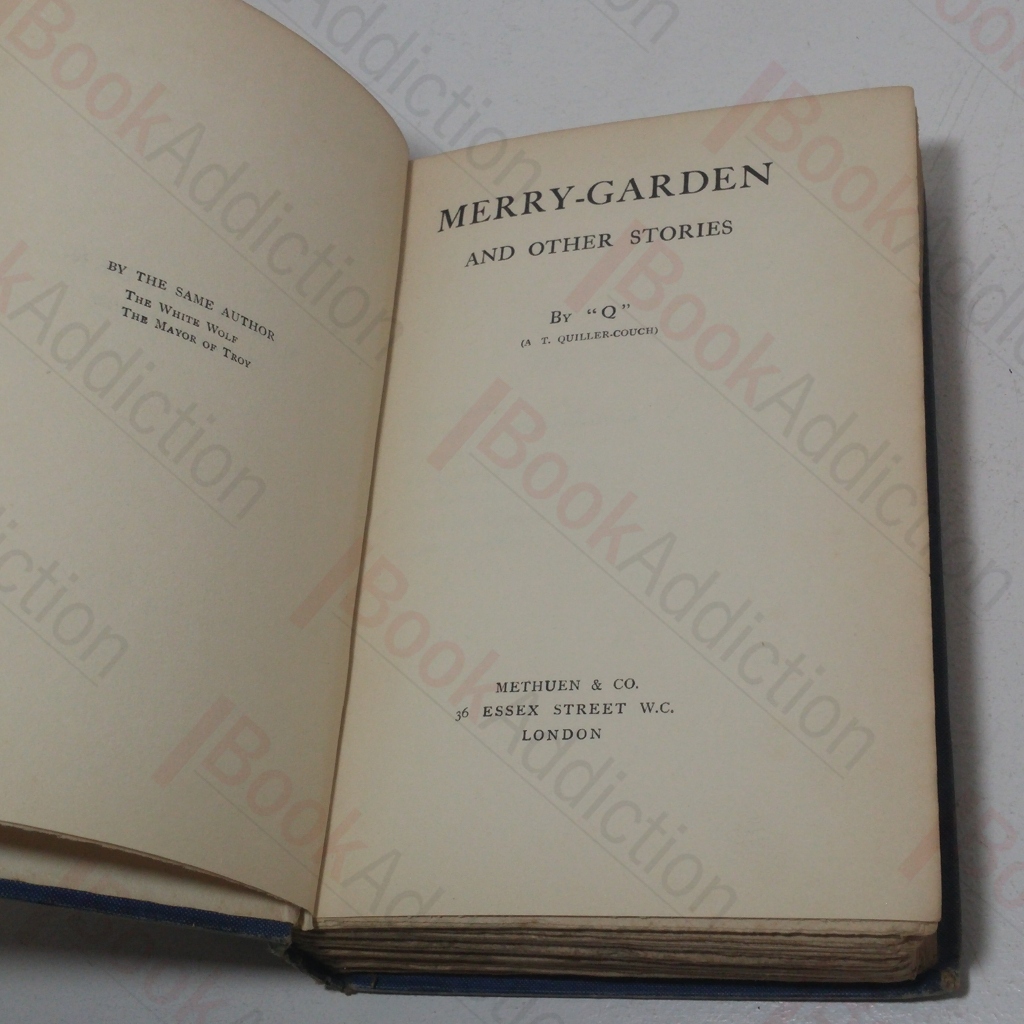 BY THE SAME AUTHOR
THE WHITE WOLF
THE MAYOR OF TROY
MERRY-GARDEN
AND OTHER STORIES
BY "Q"
(A T. QUILLER-COUCH)
METHUEN & CO.
36 ESSEX STREET W.C.
LONDON
BookAddiction